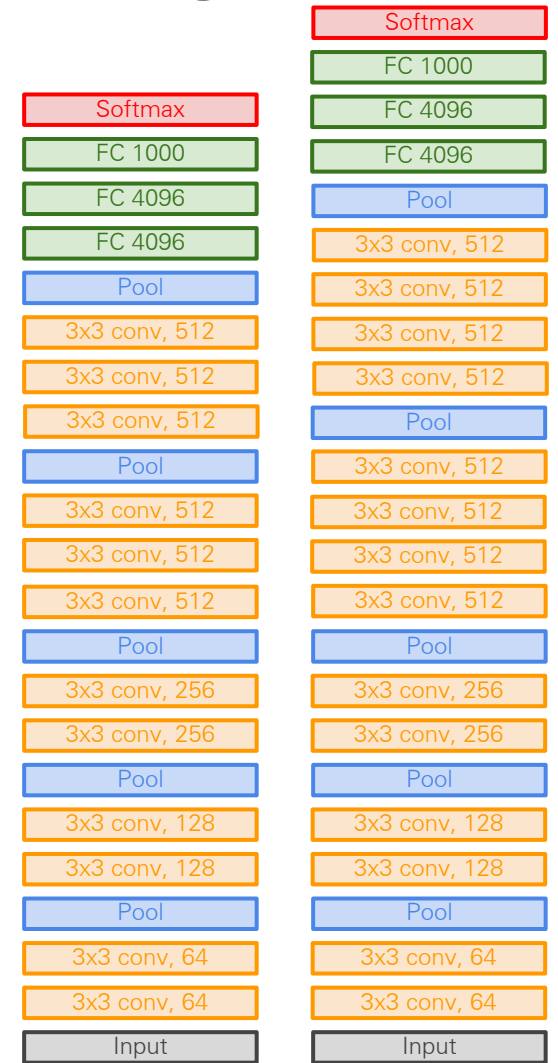 Softmax
FC 1000
FC 4096
FC 4096
Pool
3x3 conv, 512
3x3 conv, 512
3x3 conv, 512
Pool
3x3 conv, 512
3x3 conv, 512
3x3 conv, 512
Pool
3x3 conv, 256
3x3 conv, 256
Pool
3x3 conv, 128
3x3 conv, 128
Pool
3x3 conv, 64
3x3 conv, 64
Input
Softmax
FC 1000
FC 4096
FC 4096
Pool
3x3 conv, 512
3x3 conv, 512
3x3 conv, 512
3x3 conv, 512
Pool
3x3 conv, 512
3x3 conv, 512
3x3 conv, 512
3x3 conv, 512
Pool
3x3 conv, 256
3x3 conv, 256
Pool
3x3 conv, 128
3x3 conv, 128
Pool
3x3 conv, 64
3x3 conv, 64
Input